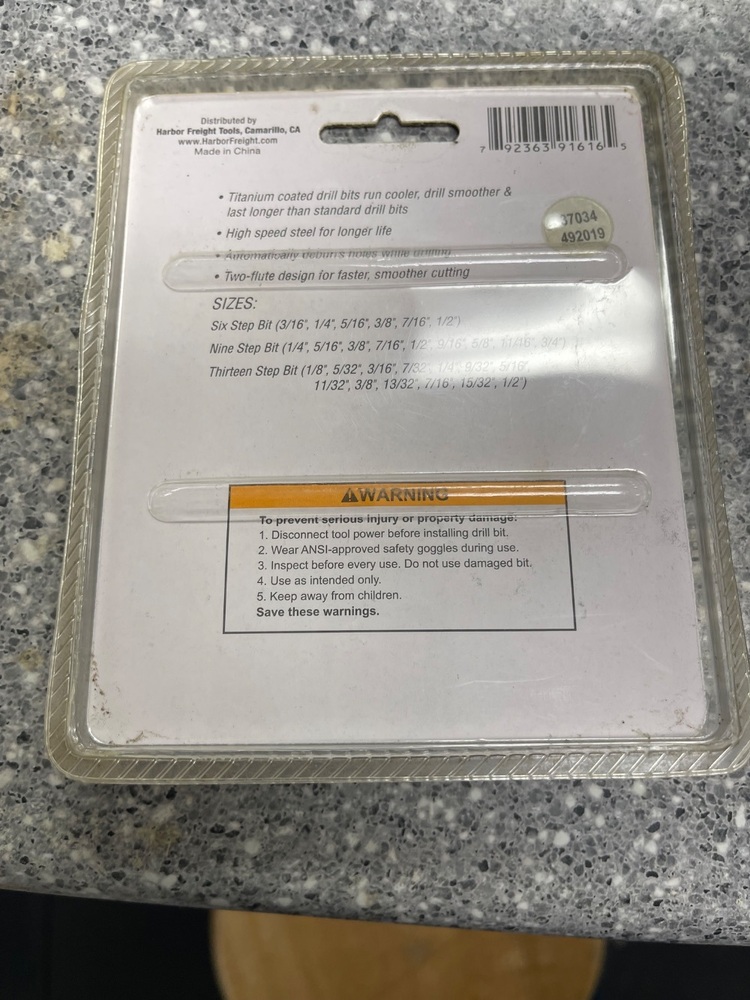 Distributed by
Harbor Freight Tools, Camarillo, CA
www.HarborFreight.com
Made in China
7 92363 91616 5
• Titanium coated drill bits run cooler, drill smoother &
last longer than standard drill bits
• High speed steel for longer life
37034
492019
• Automatically deburrs holes while drilling
• Two-flute design for faster, smoother cutting
SIZES:
Six Step Bit (3/16", 1/4", 5/16", 3/8", 7/16", 1/2")
Nine Step Bit (1/4", 5/16", 3/8", 7/16", 1/2", 9/16", 5/8", 11/16", 3/4")
Thirteen Step Bit (1/8", 5/32", 3/16", 7/32", 1/4", 9/32", 5/16",
11/32", 3/8", 13/32", 7/16", 15/32", 1/2")
⚠WARNING
To prevent serious injury or property damage:
1. Disconnect tool power before installing drill bit.
2. Wear ANSI-approved safety goggles during use.
3. Inspect before every use. Do not use damaged bit.
4. Use as intended only.
5. Keep away from children.
Save these warnings.